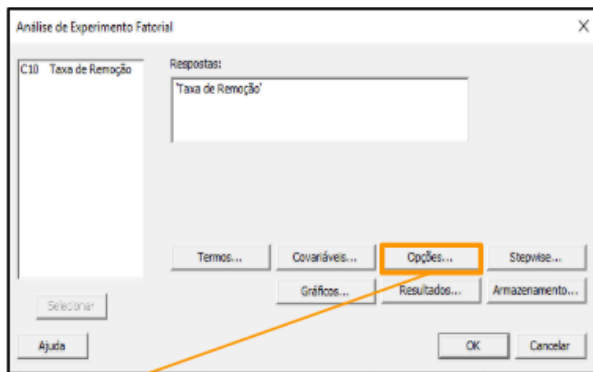 Análise de Experimento Fatorial
C10 Taxa de Remoção
Respostas:
'Taxa de Remoção'
Termos... Covariáveis... Opções... Stepwise...
Selecionar
Gráficos... Resultados... Armazenamento...
Ajuda
OK Cancelar